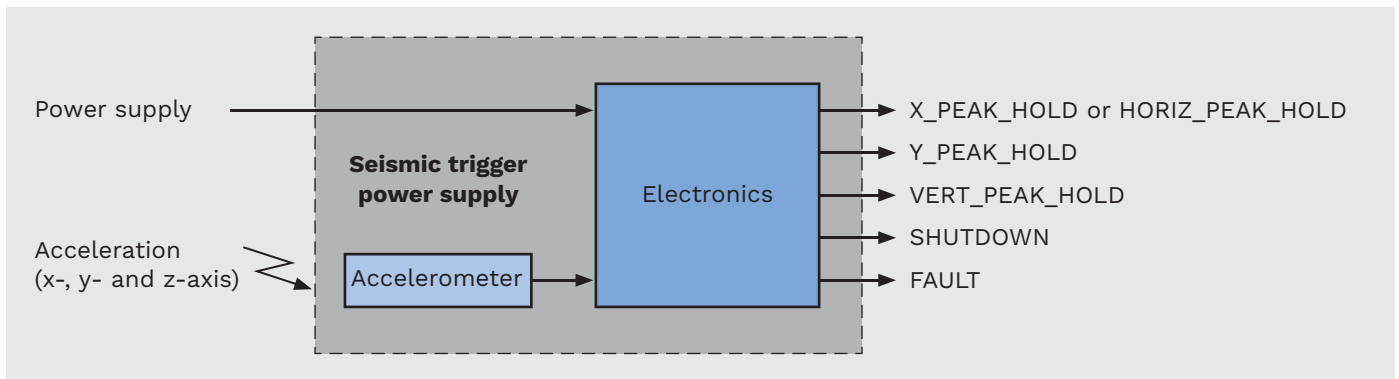 Power supply
Acceleration
(x-, y- and z-axis)
Seismic trigger
power supply
Accelerometer
Electronics
X_PEAK_HOLD or HORIZ_PEAK_HOLD
Y_PEAK_HOLD
VERT_PEAK_HOLD
SHUTDOWN
FAULT